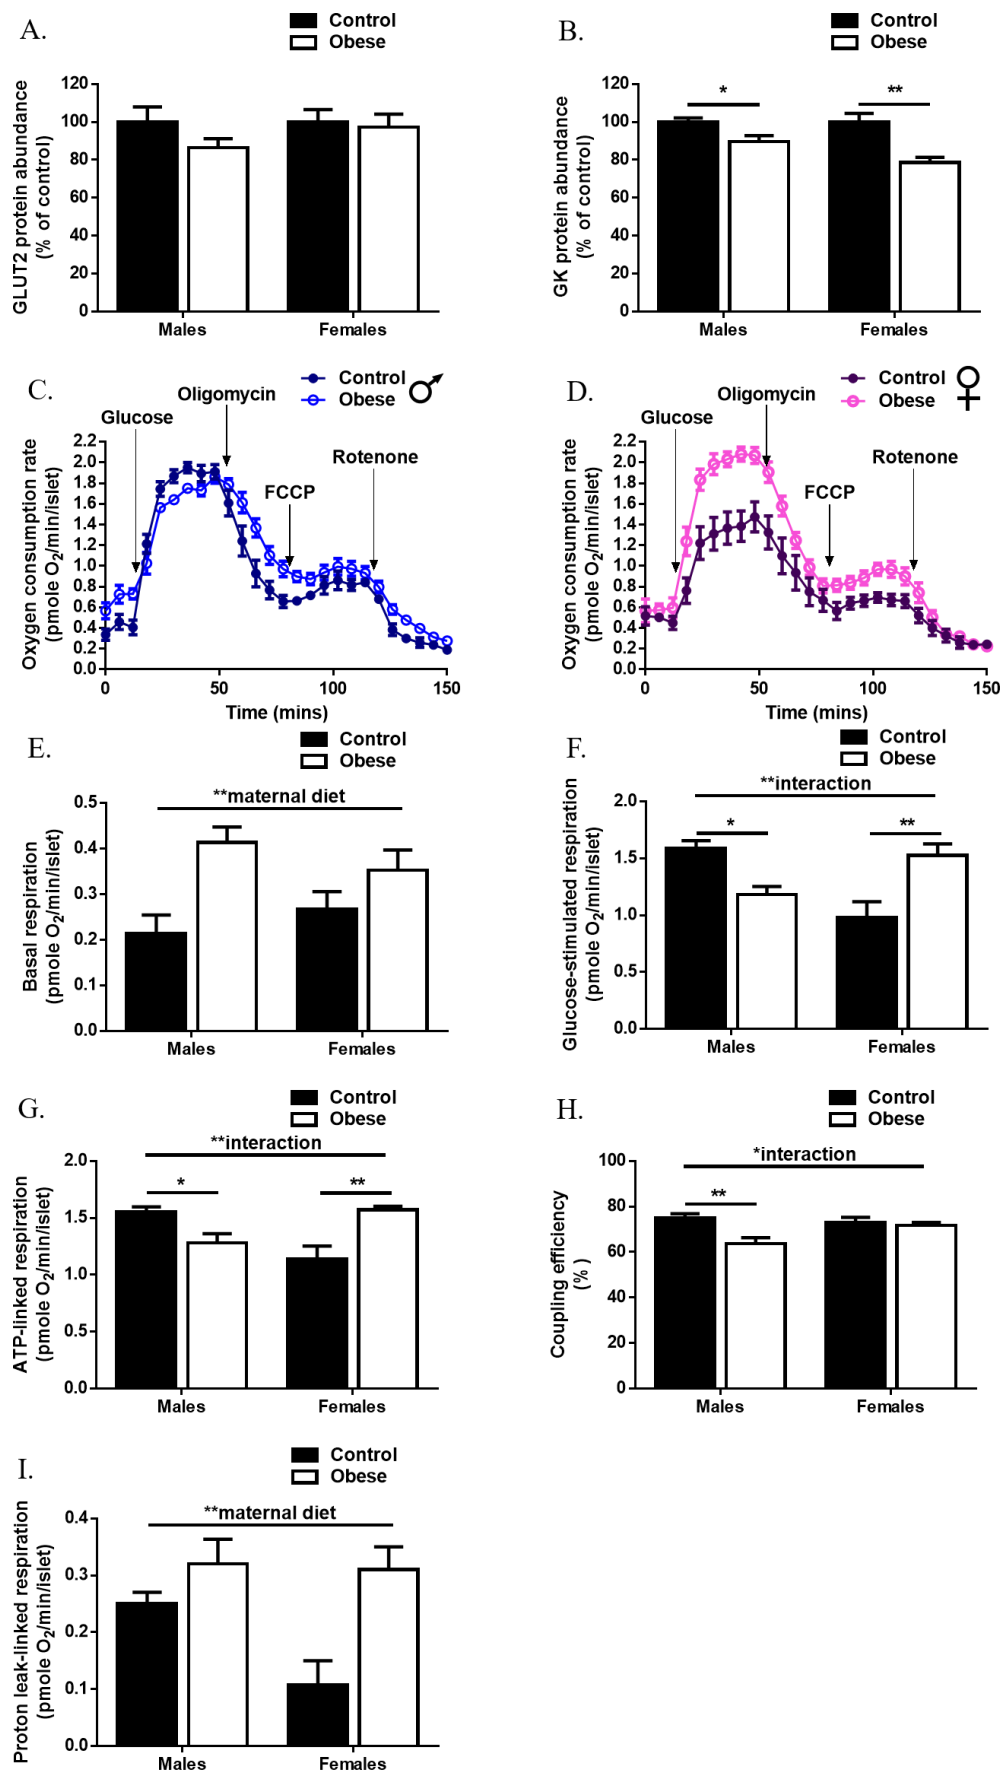 A.
Control
Obese
GLUT2 protein abundance
(% of control)
120
100
80
60
40
20
0
Males
Females
B.
Control
Obese
GK protein abundance
(% of control)
120
100
80
60
40
20
0
*
**
Males
Females
C.
Control
Obese
Glucose
Oligomycin
FCCP
Rotenone
Oxygen consumption rate
(pmole O₂/min/islet)
2.2
2.0
1.8
1.6
1.4
1.2
1.0
0.8
0.6
0.4
0.2
0.0
0
50
100
150
Time (mins)
D.
Control
Obese
Glucose
Oligomycin
FCCP
Rotenone
Oxygen consumption rate
(pmole O₂/min/islet)
2.2
2.0
1.8
1.6
1.4
1.2
1.0
0.8
0.6
0.4
0.2
0.0
0
50
100
150
Time (mins)
E.
Control
Obese
**maternal diet
Basal respiration
(pmole O₂/min/islet)
0.5
0.4
0.3
0.2
0.1
0.0
Males
Females
F.
Control
Obese
**interaction
*
**
Glucose-stimulated respiration
(pmole O₂/min/islet)
2.0
1.5
1.0
0.5
0.0
Males
Females
G.
Control
Obese
**interaction
*
**
ATP-linked respiration
(pmole O₂/min/islet)
2.0
1.5
1.0
0.5
0.0
Males
Females
H.
Control
Obese
*interaction
**
Coupling efficiency
(%)
100
80
60
40
20
0
Males
Females
I.
Control
Obese
**maternal diet
Proton leak-linked respiration
(pmole O₂/min/islet)
0.4
0.3
0.2
0.1
0.0
Males
Females